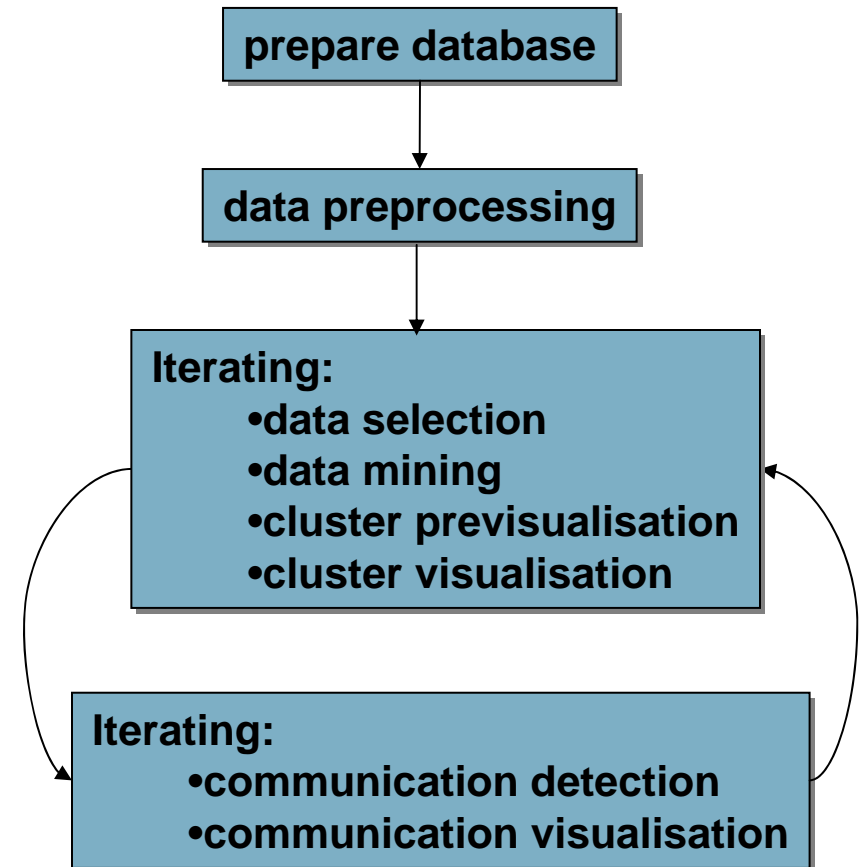 prepare database
data preprocessing
Iterating:
•data selection
•data mining
•cluster previsualisation
•cluster visualisation
Iterating:
•communication detection
•communication visualisation